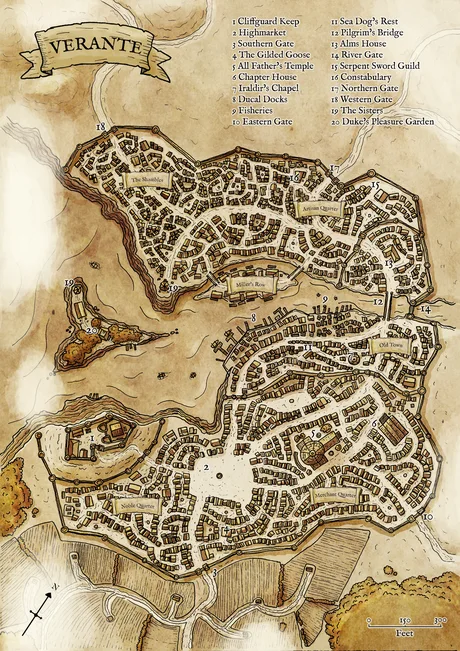 VERANTE
1 Cliffguard Keep
2 Highmarket
3 Southern Gate
4 The Gilded Goose
5 All Father's Temple
6 Chapter House
7 Iraldir's Chapel
8 Ducal Docks
9 Fisheries
10 Eastern Gate
11 Sea Dog's Rest
12 Pilgrim's Bridge
13 Alms House
14 River Gate
15 Serpent Sword Guild
16 Constabulary
17 Northern Gate
18 Western Gate
19 The Sisters
20 Duke's Pleasure Garden
18
17
The Shambles
16
15
Artisan Quarter
13
19
19
Miller's Row
9
12
14
8
20
11
Old Town
1
5
6
2
Noble Quarter
Merchant Quarter
10
3
N
0 150 300
Feet